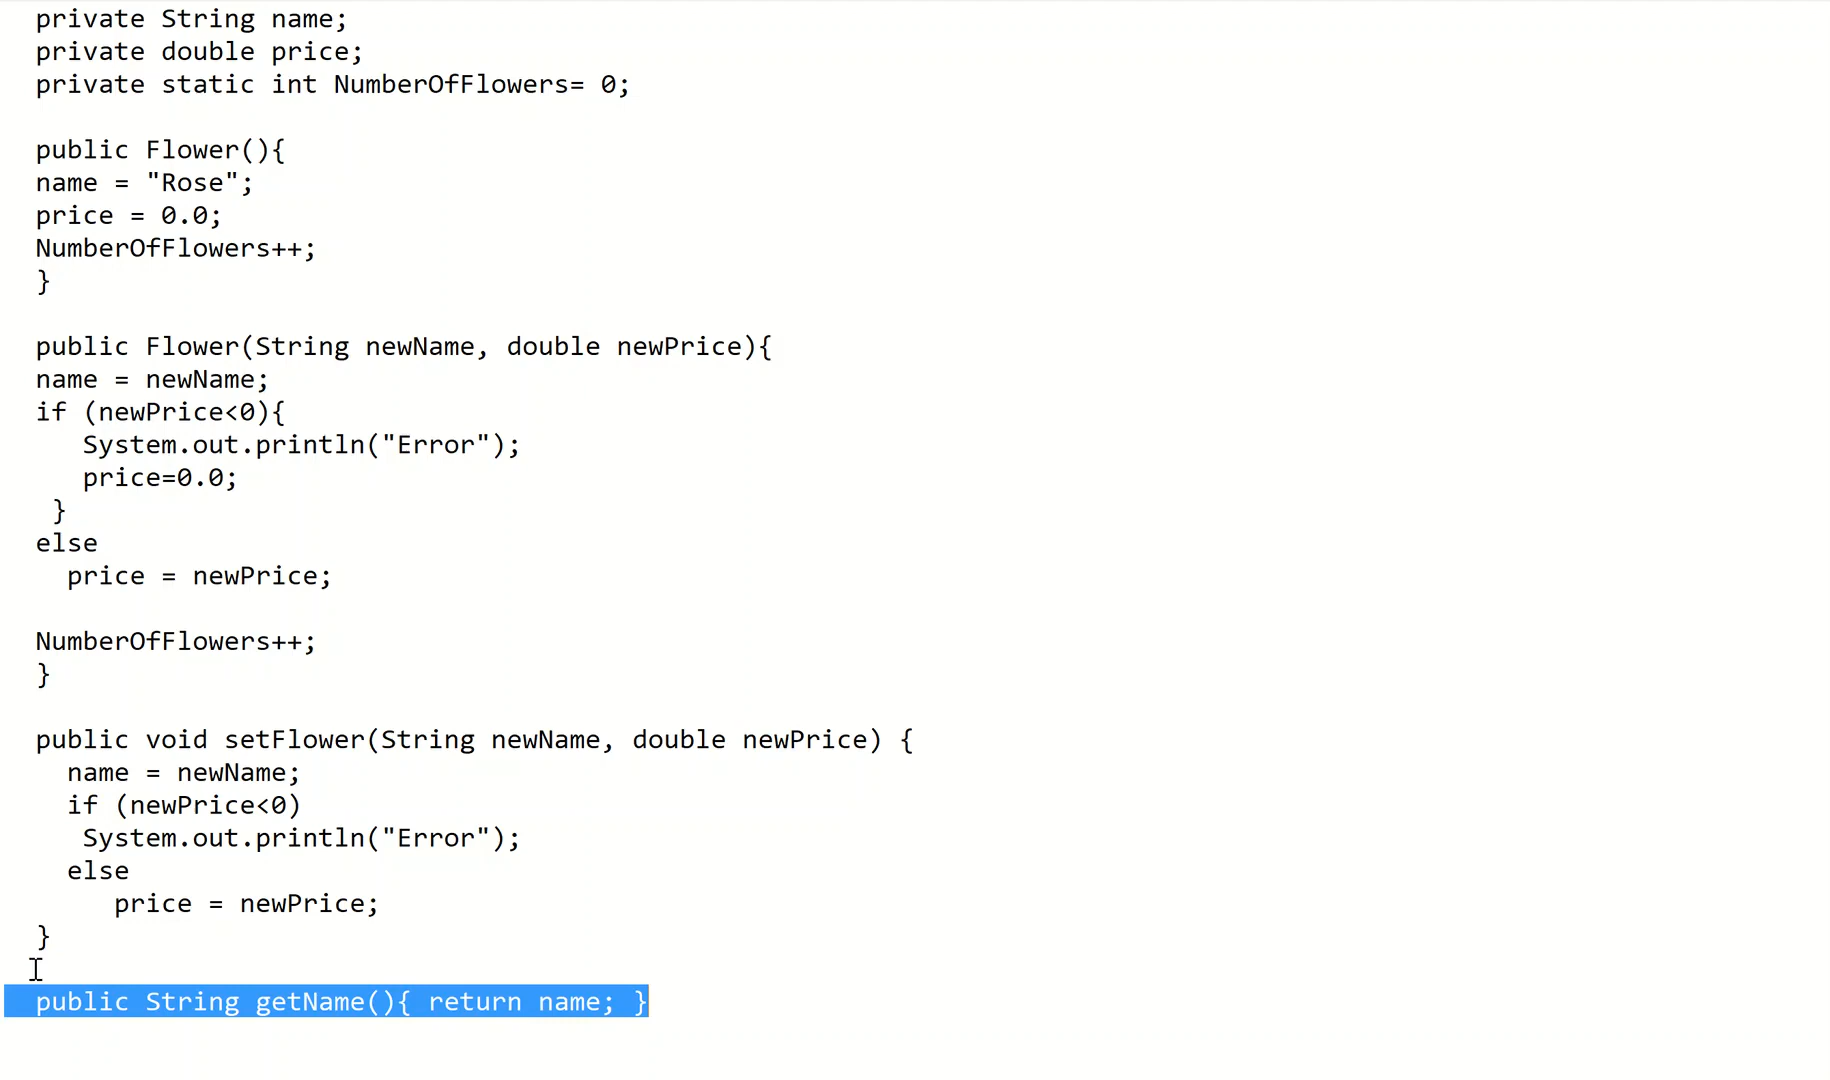 private String name;
private double price;
private static int NumberOfFlowers= 0;
public Flower(){
name = "Rose";
price = 0.0;
NumberOfFlowers++;
}
public Flower(String newName, double newPrice){
name = newName;
if (newPrice<0){
System.out.println("Error");
price=0.0;
}
else
price = newPrice;
NumberOfFlowers++;
}
public void setFlower(String newName, double newPrice) {
name = newName;
if (newPrice<0)
System.out.println("Error");
else
price = newPrice;
}
public String getName(){ return name; }